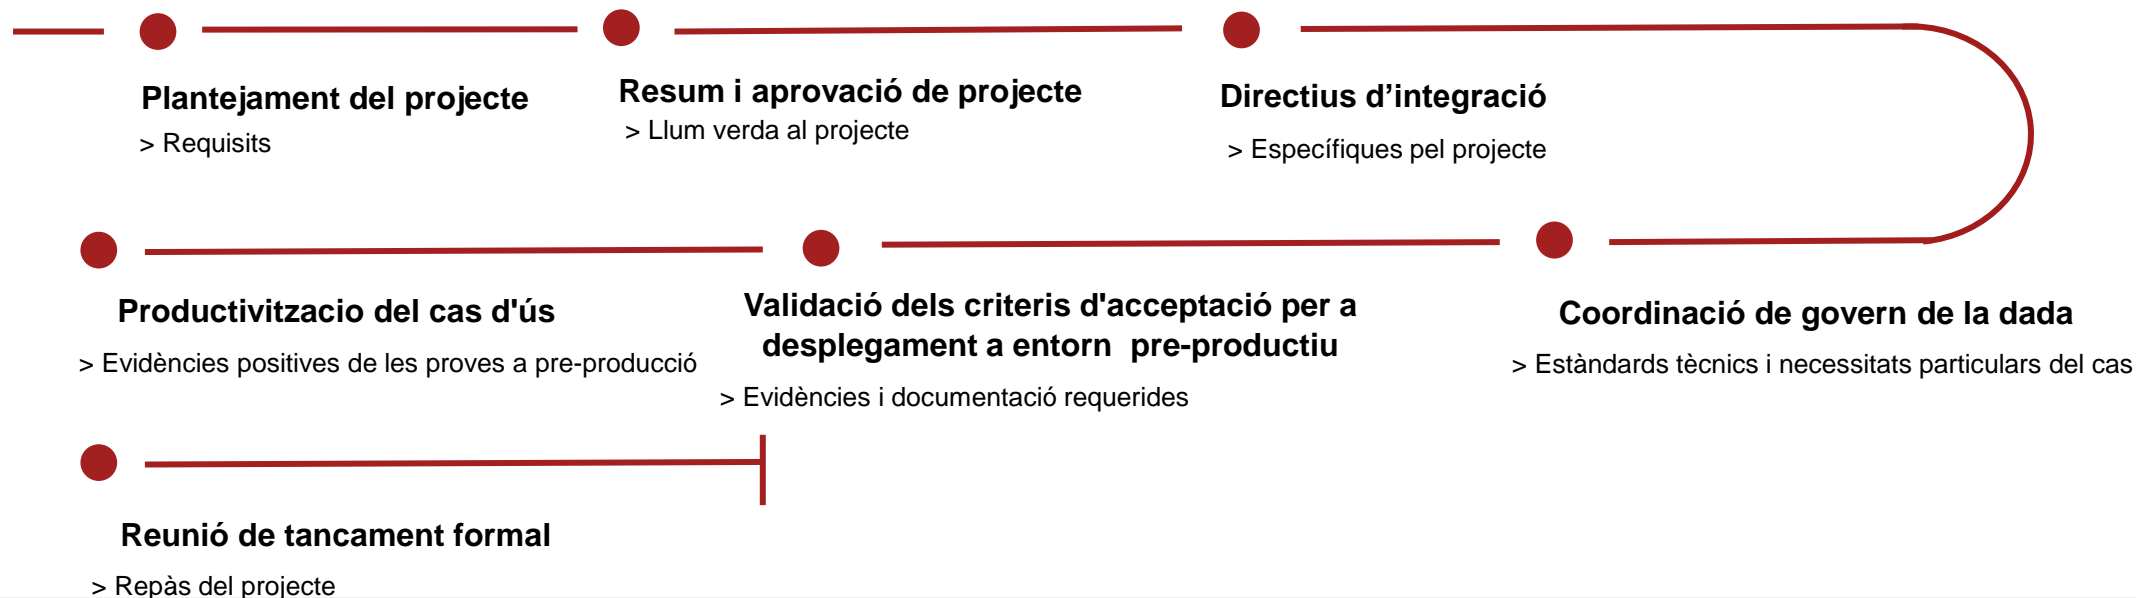 Plantejament del projecte
> Requisits
Resum i aprovació de projecte
> Llum verda al projecte
Directius d’integració
> Específiques pel projecte
Productivitzacio del cas d'ús
> Evidències positives de les proves a pre-producció
Validació dels criteris d'acceptació per a
desplegament a entorn  pre-productiu
> Evidències i documentació requerides
Coordinació de govern de la dada
> Estàndards tècnics i necessitats particulars del cas
Reunió de tancament formal
> Repàs del projecte